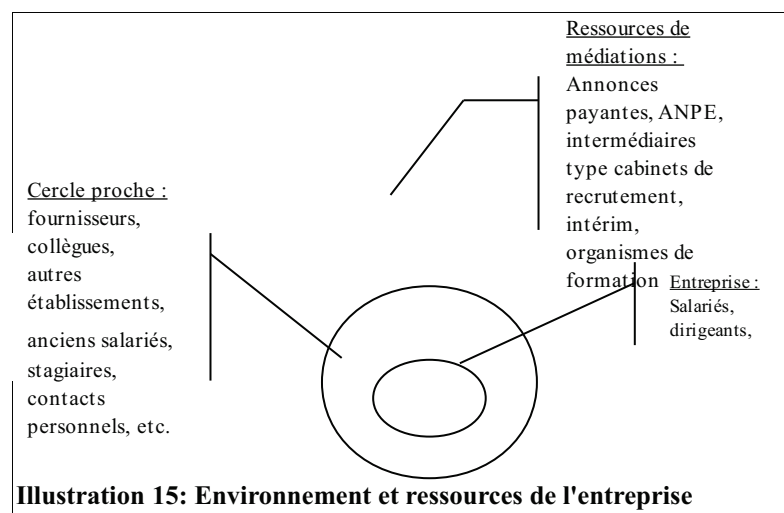 Ressources de
médiations :
Annonces
payantes, ANPE,
intermédiaires
type cabinets de
recrutement,
intérim,
organismes de
formation
Cercle proche :
fournisseurs,
collègues,
autres
établissements,
anciens salariés,
stagiaires,
contacts
personnels, etc.
Entreprise :
Salariés,
dirigeants,
Illustration 15: Environnement et ressources de l'entreprise